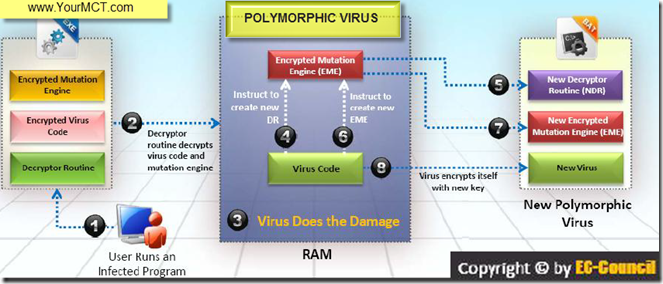 www.YourMCT.com
EXE
Encrypted Mutation
Engine
Encrypted Virus
Code
Decryptor Routine
1
User Runs an
Infected Program
2
Decryptor
routine decrypts
virus code and
mutation engine
POLYMORPHIC VIRUS
Encrypted Mutation
Engine (EME)
Instruct to
create new
DR
4
Instruct to
create new
EME
6
Virus Code
3 Virus Does the Damage
RAM
5
7
8
Virus encrypts itself
with new key
BAT
New Decryptor
Routine (NDR)
New Encrypted
Mutation Engine (EME)
New Virus
New Polymorphic
Virus
Copyright © by EC-Council